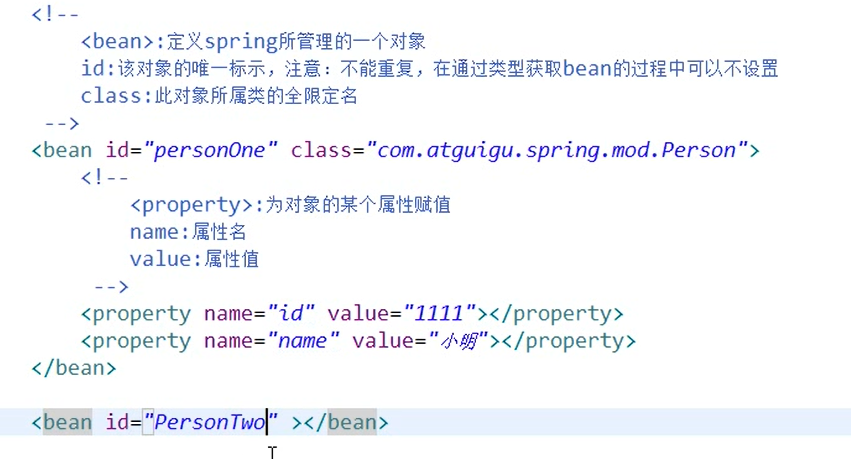 <!--
<bean>:定义spring所管理的一个对象
id:该对象的唯一标示，注意：不能重复，在通过类型获取bean的过程中可以不设置
class:此对象所属类的全限定名
-->
<bean id="personOne" class="com.atguigu.spring.mod.Person">
<!--
<property>:为对象的某个属性赋值
name:属性名
value:属性值
-->
<property name="id" value="1111"></property>
<property name="name" value="小明"></property>
</bean>
<bean id="PersonTwo" ></bean>